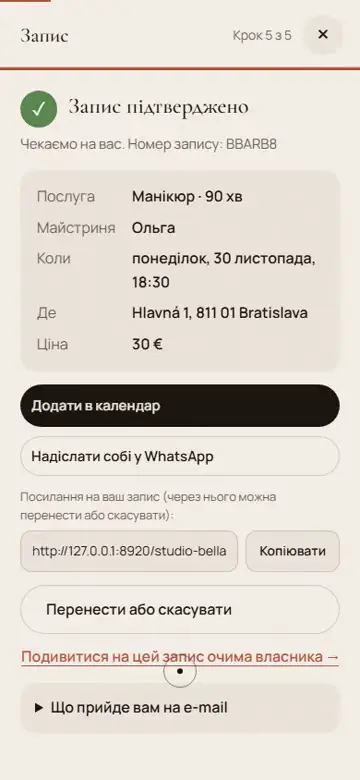 Запис
Крок 5 з 5
Запис підтверджено
Чекаємо на вас. Номер запису: BBARB8
Послуга Манікюр · 90 хв
Майстриня Ольга
Коли понеділок, 30 листопада,
18:30
Де Hlavná 1, 811 01 Bratislava
Ціна 30 €
Додати в календар
Надіслати собі у WhatsApp
Посилання на ваш запис (через нього можна
перенести або скасувати):
http://127.0.0.1:8920/studio-bella
Копіювати
Перенести або скасувати
Подивитися на цей запис очима власника →
Що прийде вам на e-mail